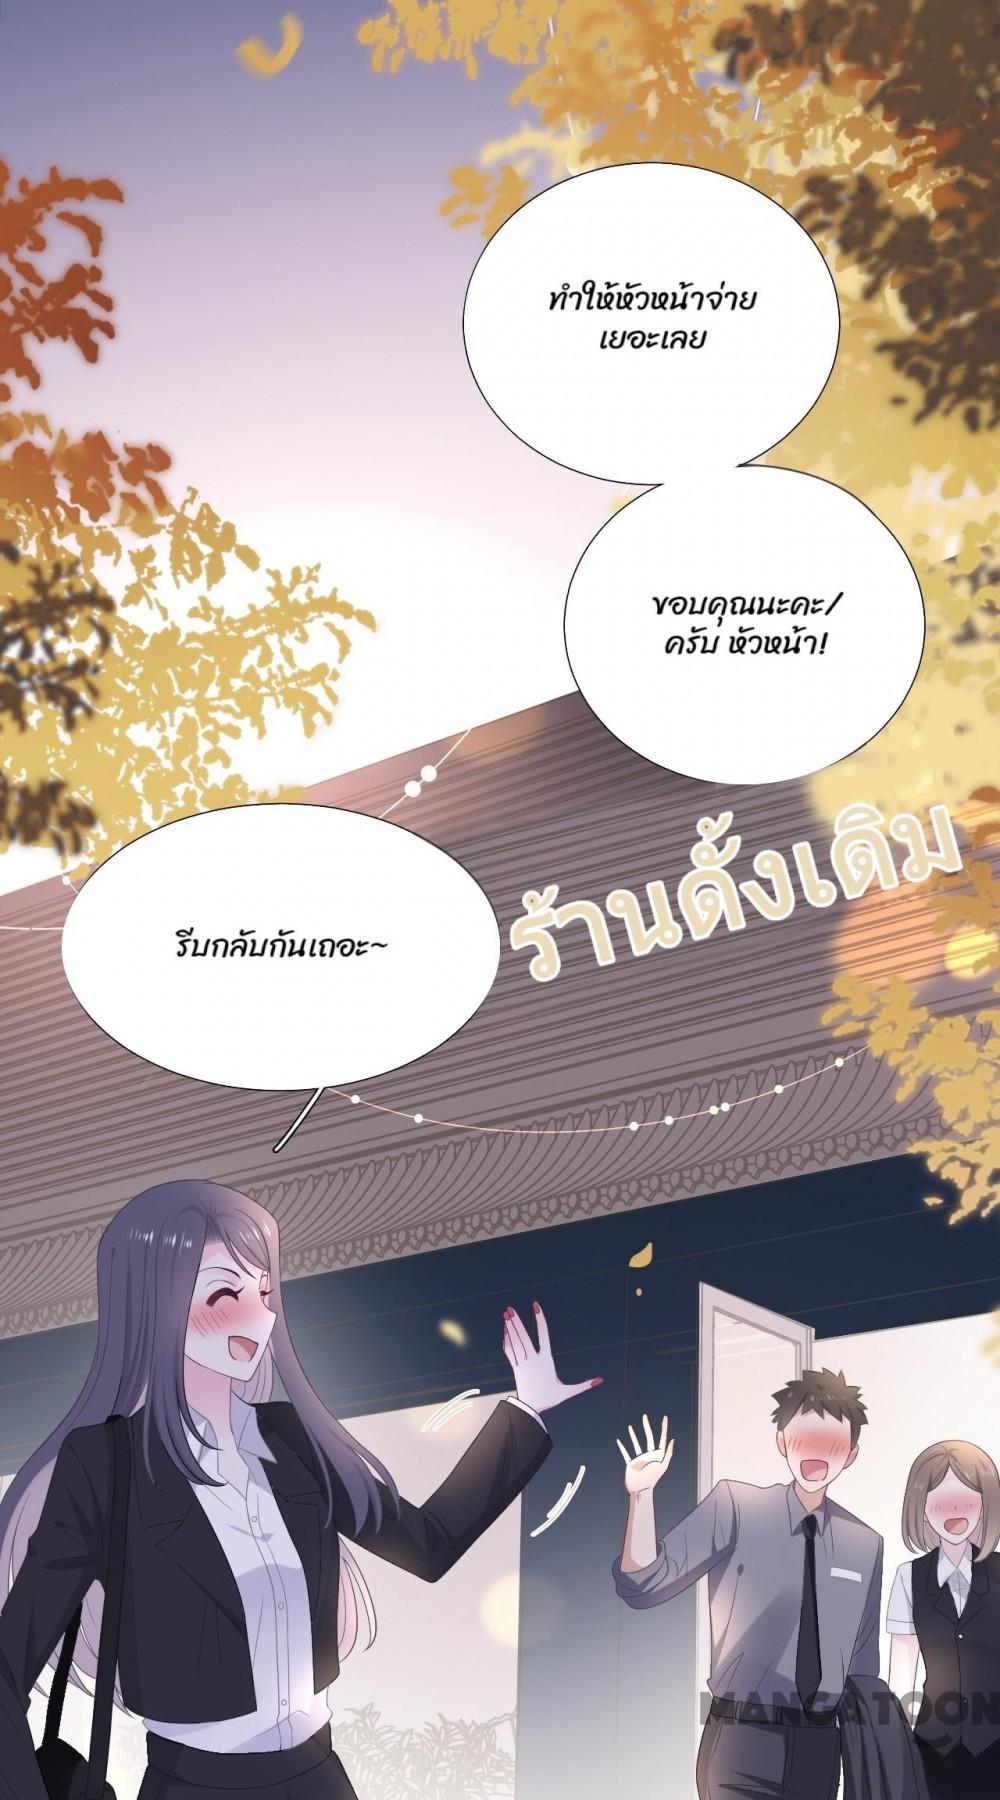 ทำให้หัวหน้าจ่าย
เยอะเลย
ขอบคุณนะคะ/
ครับ หัวหน้า!
ร้านดั้งเดิม
รีบกลับกันเถอะ~
MANGATOON